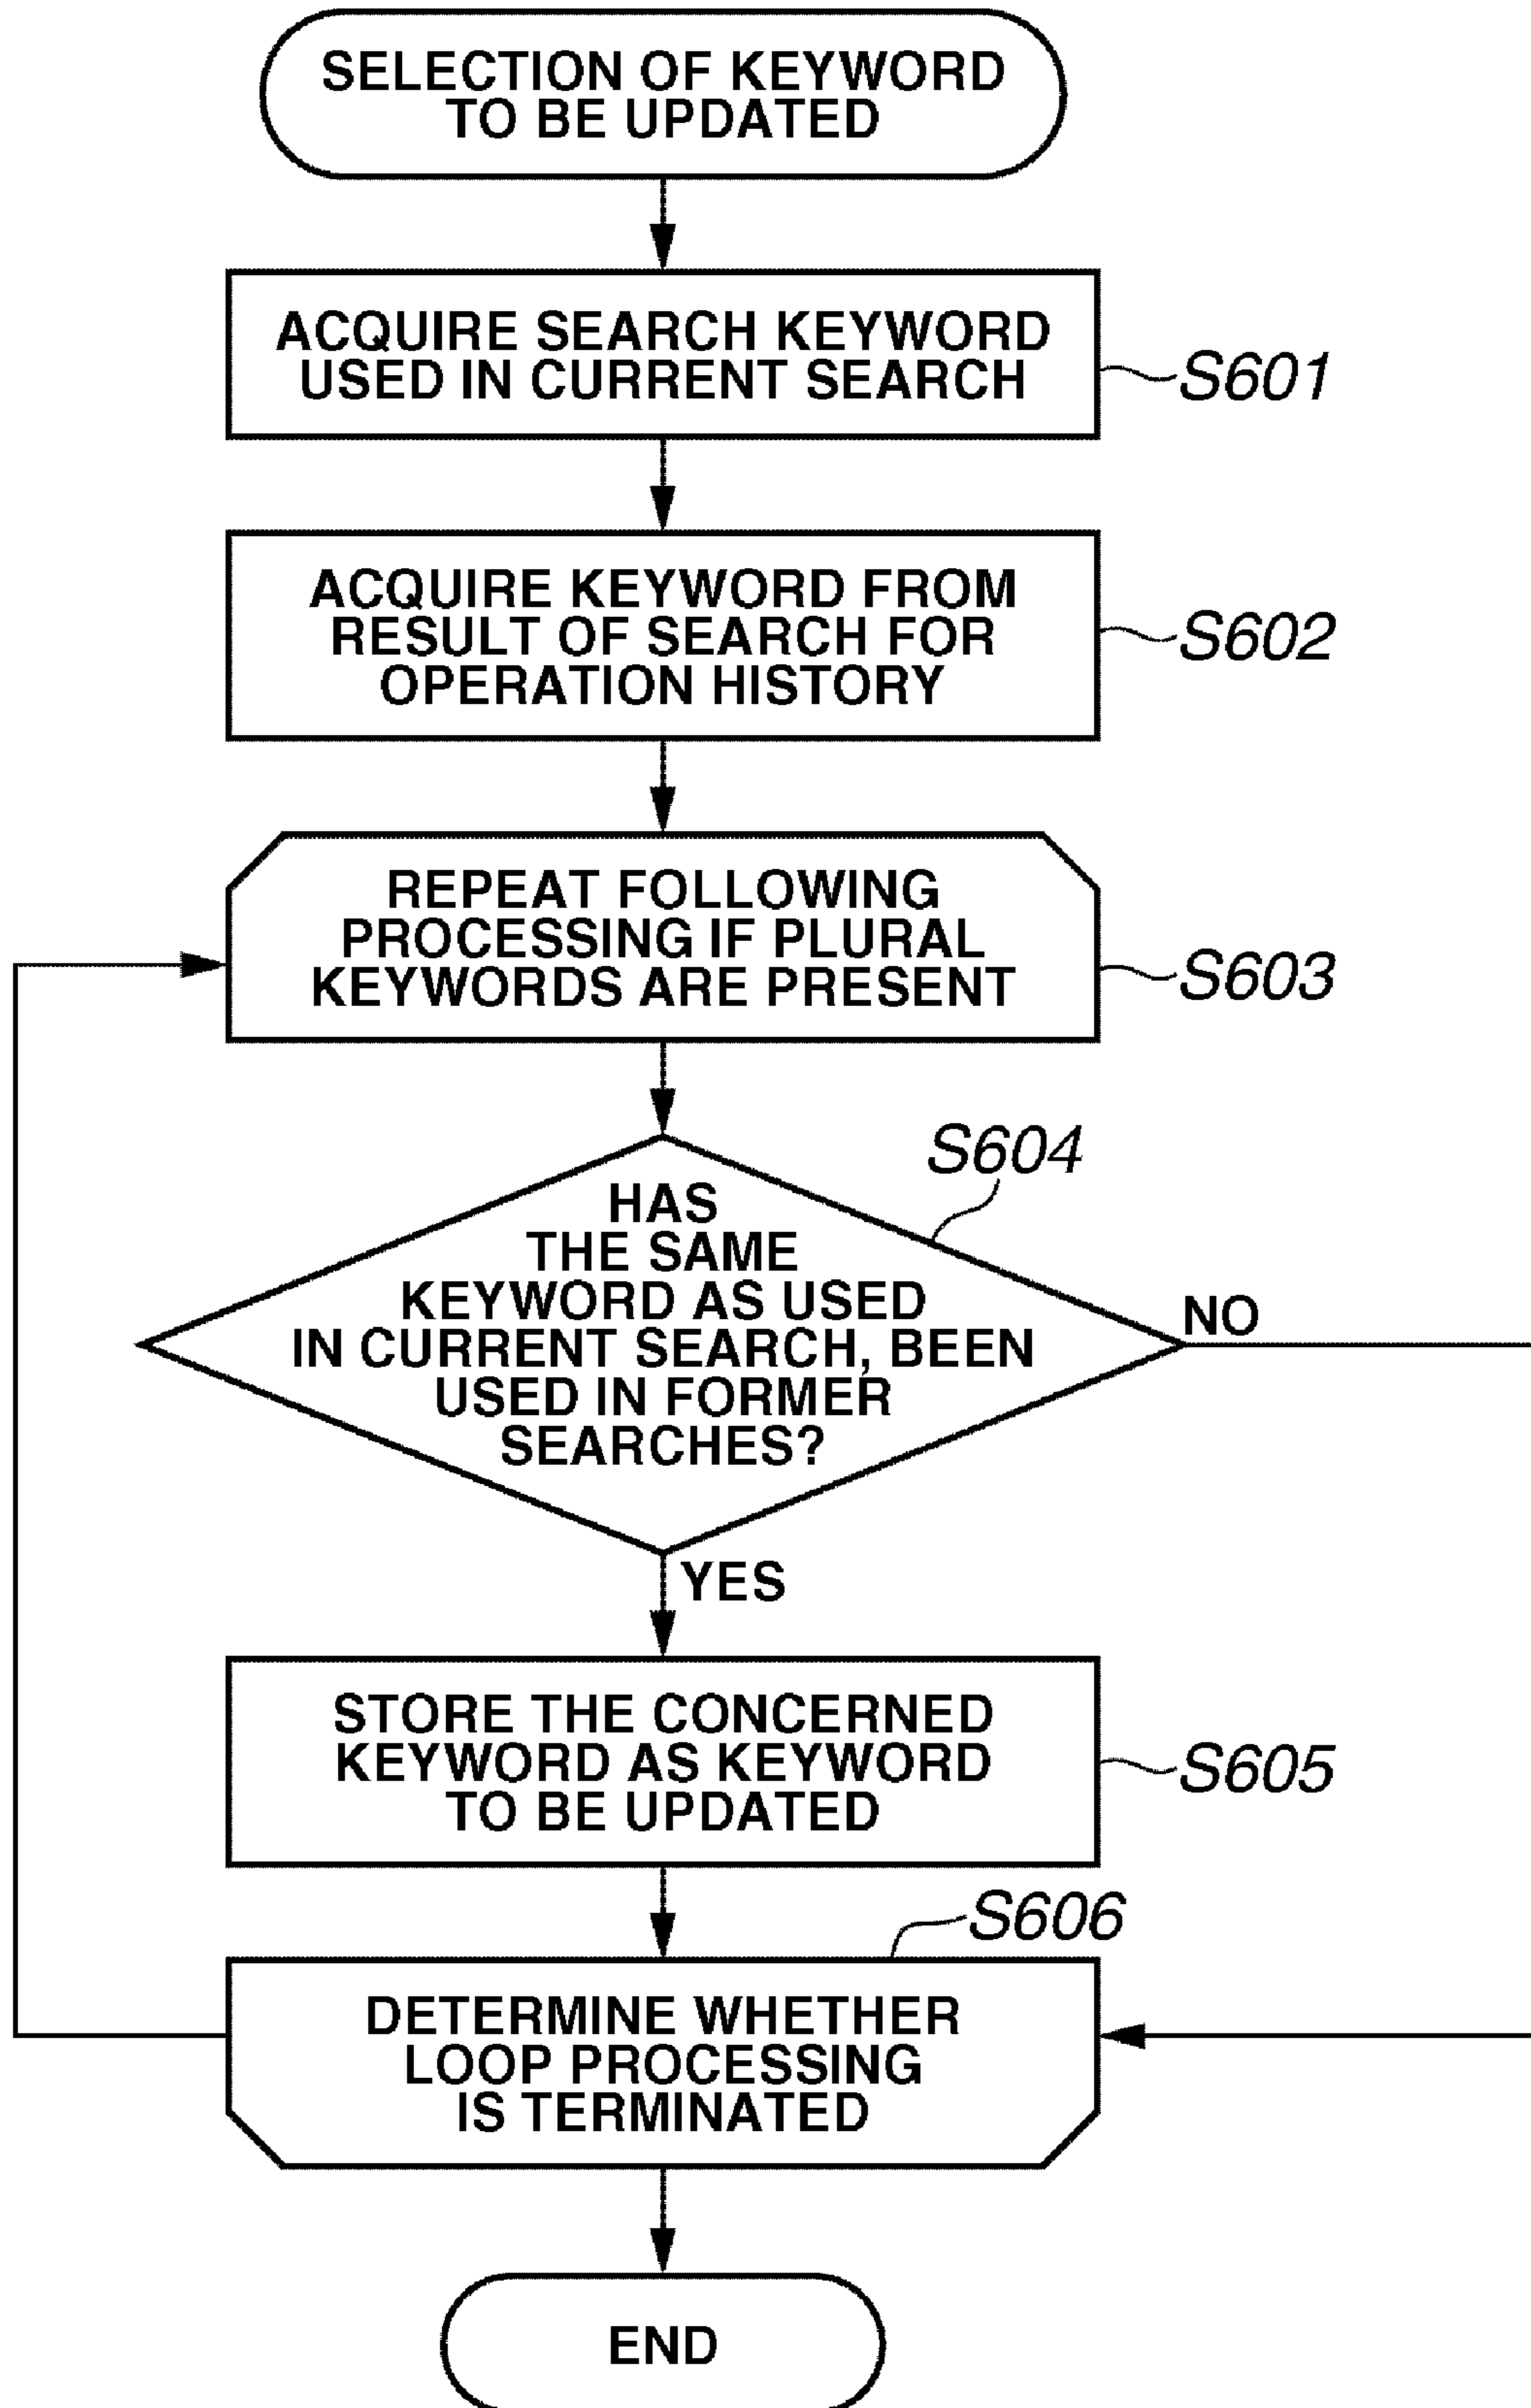 SELECTION OF KEYWORD
TO BE UPDATED
ACQUIRE SEARCH KEYWORD
USED IN CURRENT SEARCH
S601
ACQUIRE KEYWORD FROM
RESULT OF SEARCH FOR
OPERATION HISTORY
S602
REPEAT FOLLOWING
PROCESSING IF PLURAL
KEYWORDS ARE PRESENT
S603
S604
HAS
THE SAME
KEYWORD AS USED
IN CURRENT SEARCH, BEEN
USED IN FORMER
SEARCHES?
NO
YES
STORE THE CONCERNED
KEYWORD AS KEYWORD
TO BE UPDATED
S605
S606
DETERMINE WHETHER
LOOP PROCESSING
IS TERMINATED
END